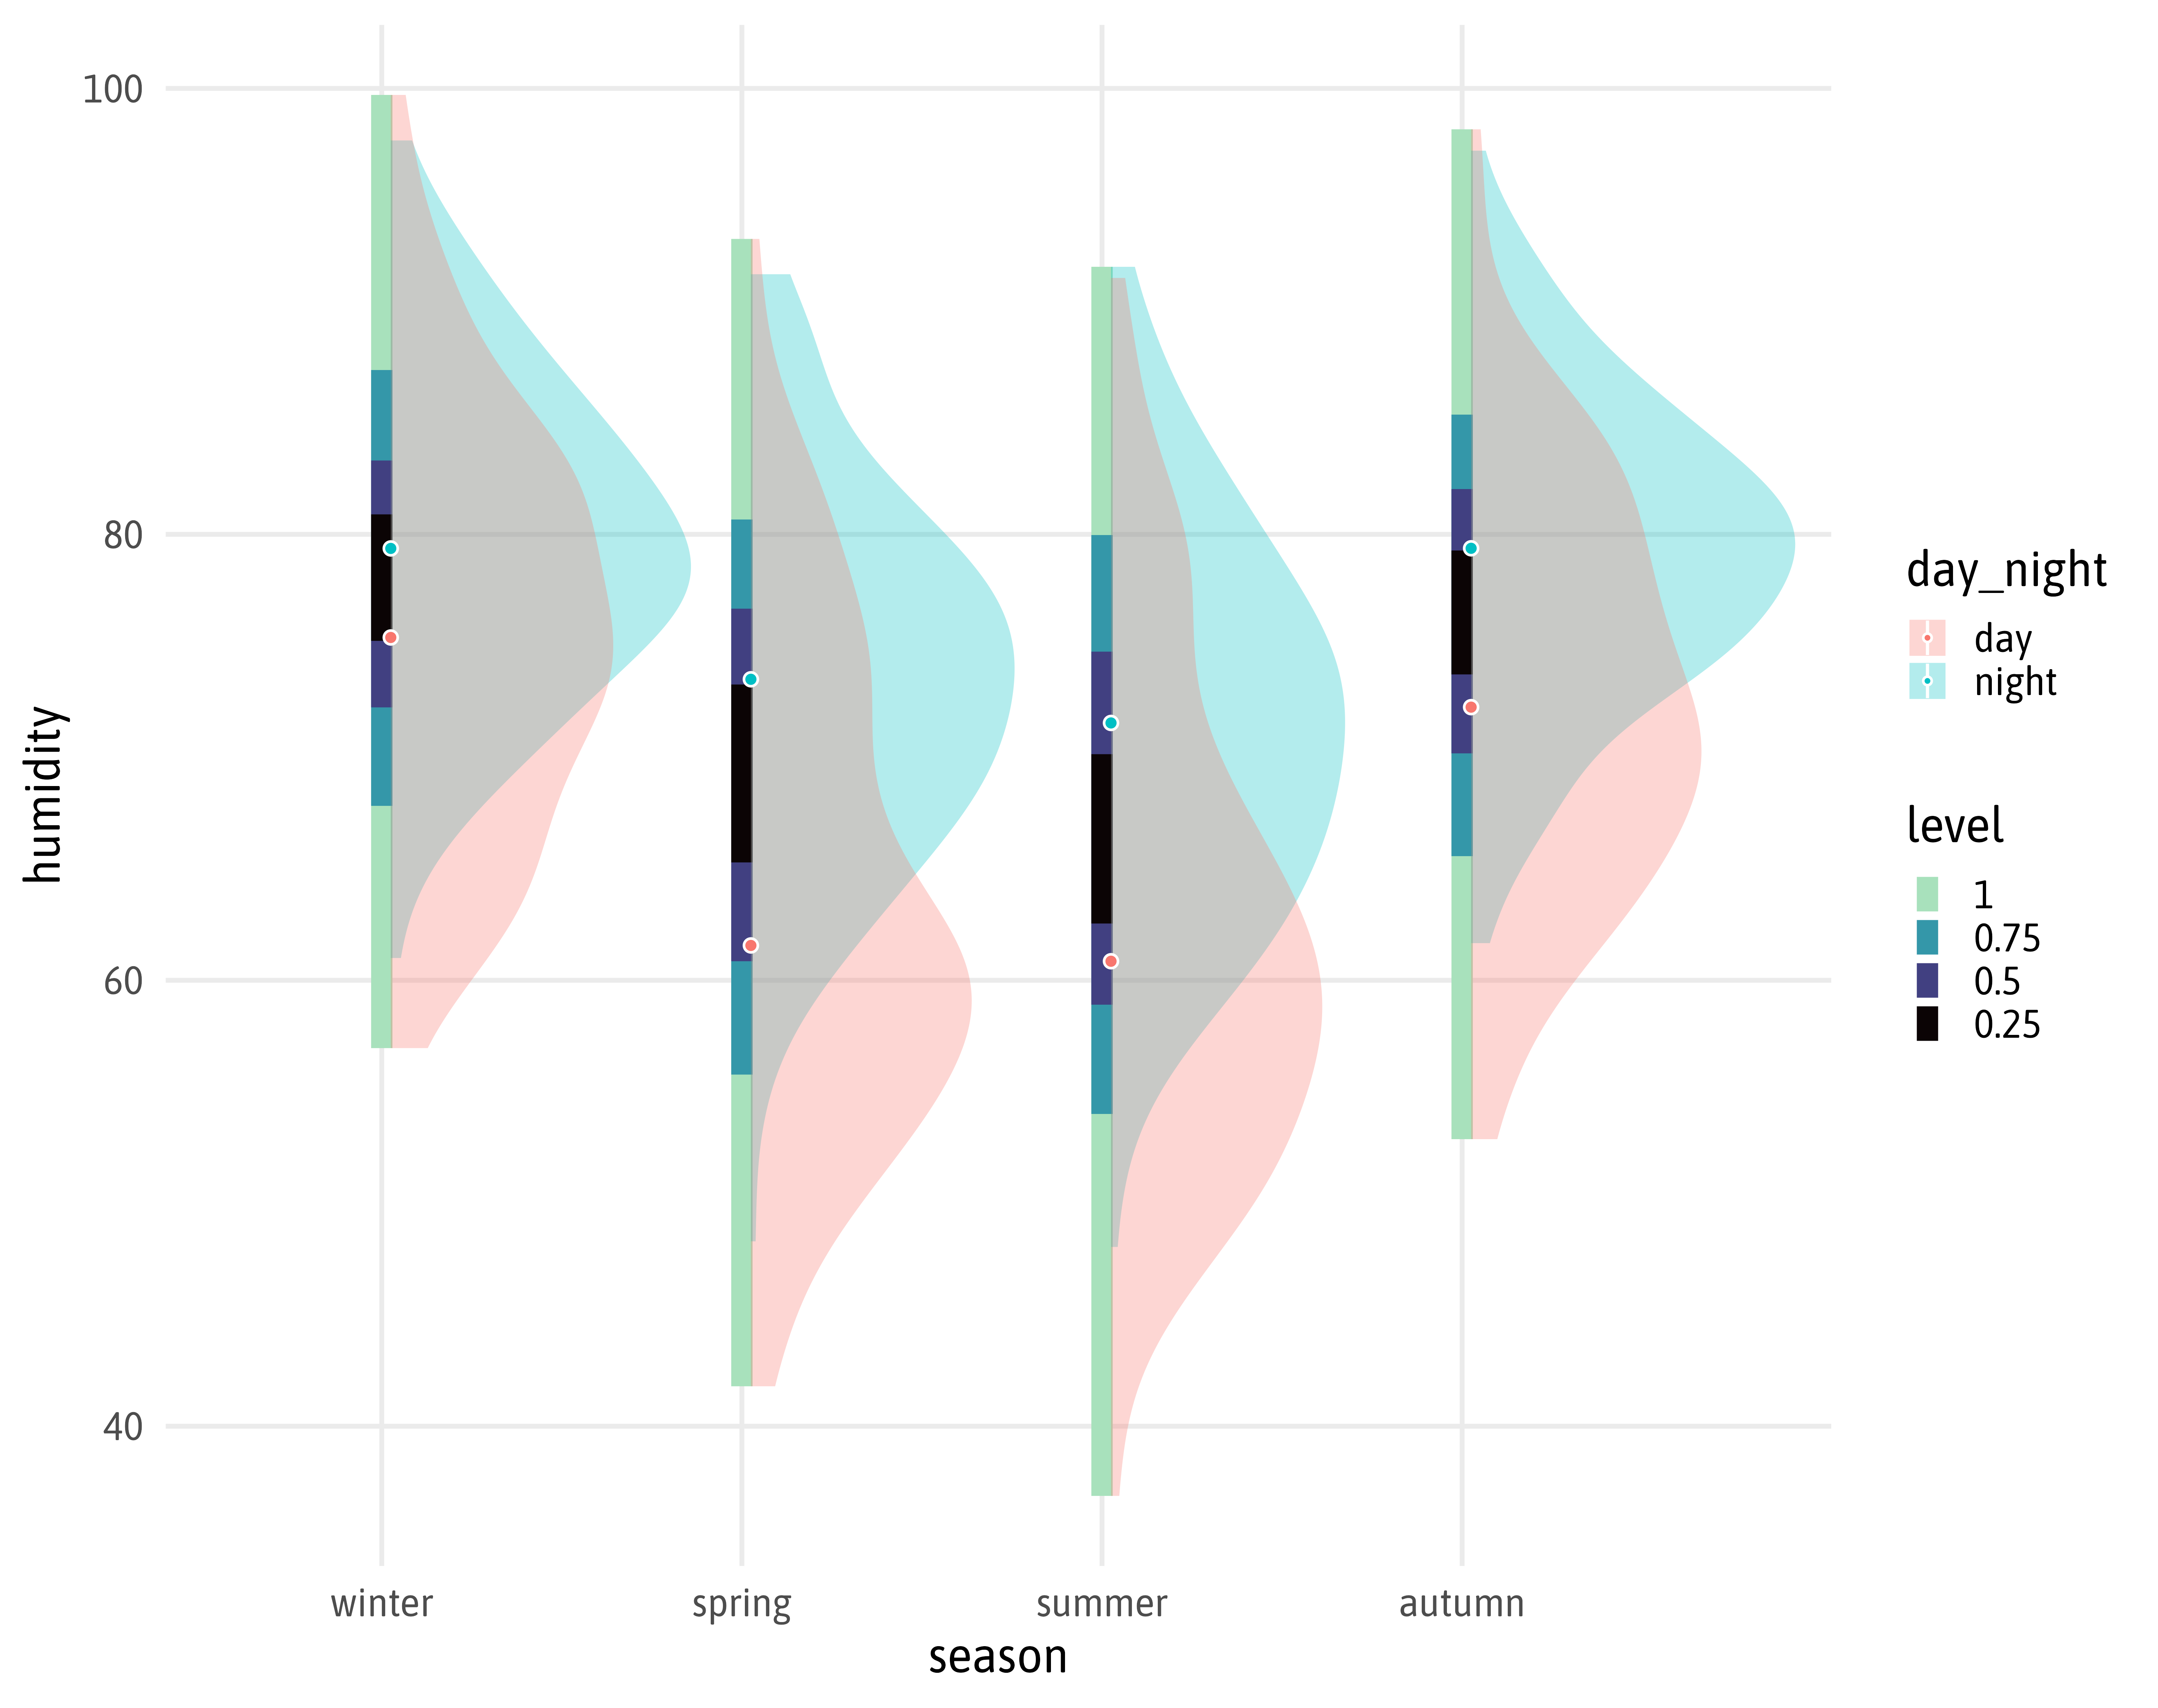 100
80
60
40
humidity
winter
spring
summer
autumn
season
day_night
day
night
level
1
0.75
0.5
0.25